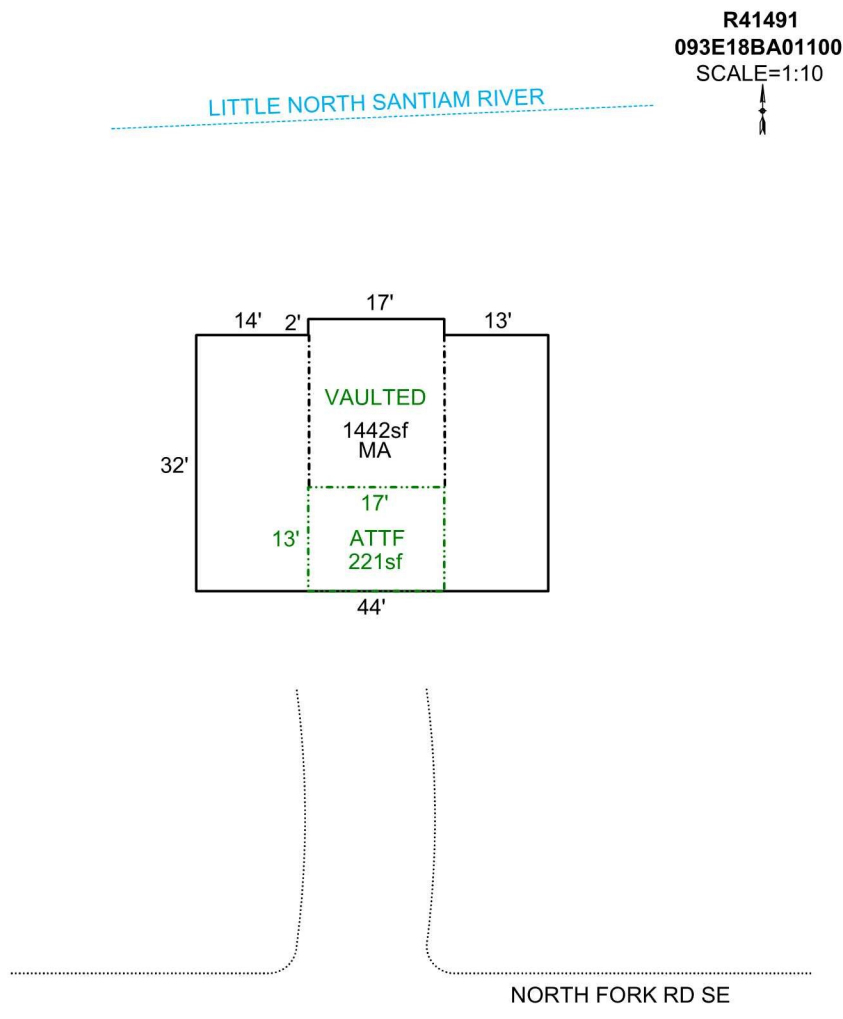 R41491
093E18BA01100
SCALE=1:10
LITTLE NORTH SANTIAM RIVER
17'
14'
2'
13'
VAULTED
1442sf
MA
32'
17'
13'
ATTF
221sf
44'
NORTH FORK RD SE